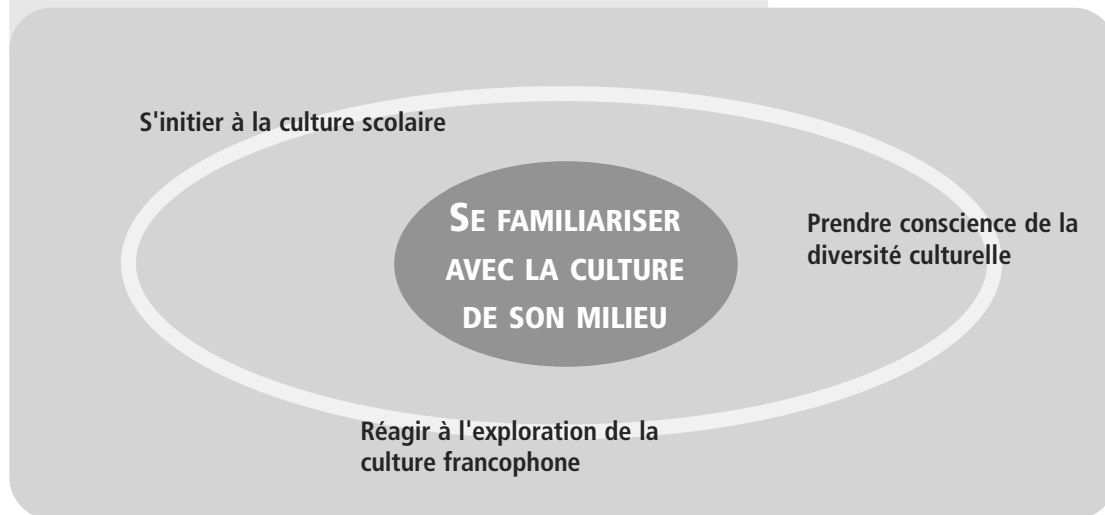 S'initier à la culture scolaire
SE FAMILIARISER
AVEC LA CULTURE
DE SON MILIEU
Prendre conscience de la
diversité culturelle
Réagir à l'exploration de la
culture francophone